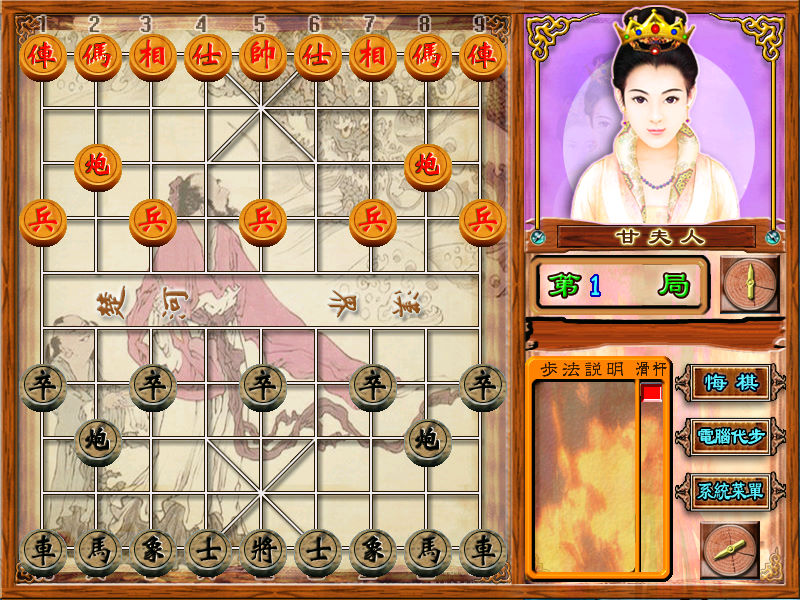 1 2 3 4 5 6 7 8 9
俥 傌 相 仕 帥 仕 相 傌 俥
炮 炮
兵 兵 兵 兵 兵
楚河 漢界
卒 卒 卒 卒 卒
炮 炮
車 馬 象 士 將 士 象 馬 車
甘夫人
第1局
步法説明 滑杆
悔棋
電腦代步
系統菜單